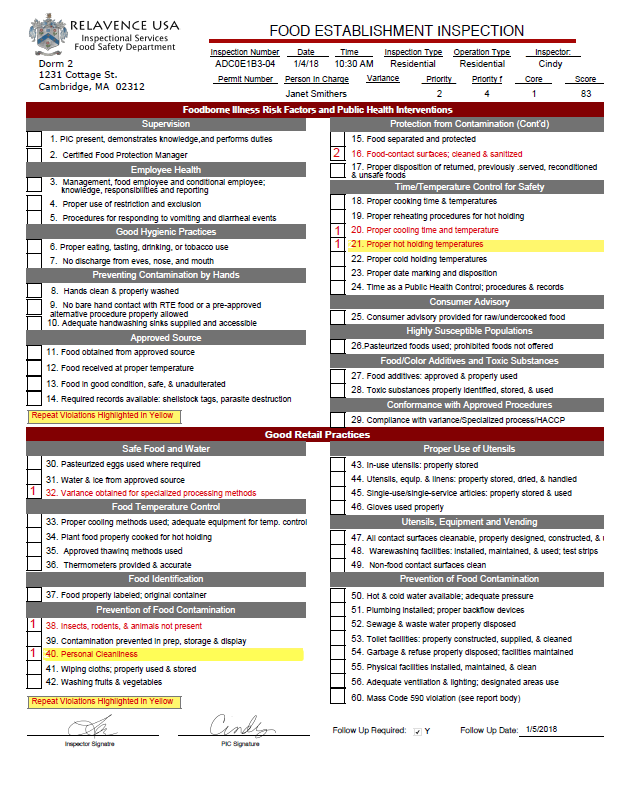 RELAVENCE USA
Inspectional Services
Food Safety Department
FOOD ESTABLISHMENT INSPECTION
Dorm 2
1231 Cottage St.
Cambridge, MA 02312
Inspection Number Date Time Inspection Type Operation Type Inspector:
ADC0E1B3-04 1/4/18 10:30 AM Residential Residential Cindy
Permit Number Person In Charge Variance Priority Priority f Core Score
Janet Smithers 2 4 1 83
Foodborne Illness Risk Factors and Public Health Interventions
Supervision
1. PIC present, demonstrates knowledge,and performs duties
2. Certified Food Protection Manager
Employee Health
3. Management, food employee and conditional employee;
knowledge, responsibilities and reporting
4. Proper use of restriction and exclusion
5. Procedures for responding to vomiting and diarrheal events
Good Hygienic Practices
6. Proper eating, tasting, drinking, or tobacco use
7. No discharge from eyes, nose, and mouth
Preventing Contamination by Hands
8. Hands clean & properly washed
9. No bare hand contact with RTE food or a pre-approved
alternative procedure properly allowed
10. Adequate handwashing sinks supplied and accessible
Approved Source
11. Food obtained from approved source
12. Food received at proper temperature
13. Food in good condition, safe, & unadulterated
14. Required records available: shellstock tags, parasite destruction
Repeat Violations Highlighted in Yellow
Protection from Contamination (Cont'd)
15. Food separated and protected
2 16. Food-contact surfaces; cleaned & sanitized
17. Proper disposition of returned, previously .served, reconditioned
& unsafe foods
Time/Temperature Control for Safety
18. Proper cooking time & temperatures
19. Proper reheating procedures for hot holding
1 20. Proper cooling time and temperature
1 21. Proper hot holding temperatures
22. Proper cold holding temperatures
23. Proper date marking and disposition
24. Time as a Public Health Control; procedures & records
Consumer Advisory
25. Consumer advisory provided for raw/undercooked food
Highly Susceptible Populations
26.Pasteurized foods used; prohibited foods not offered
Food/Color Additives and Toxic Substances
27. Food additives: approved & properly used
28. Toxic substances properly identified, stored, & used
Conformance with Approved Procedures
29. Compliance with variance/Specialized process/HACCP
Good Retail Practices
Safe Food and Water
30. Pasteurized eggs used where required
31. Water & ice from approved source
1 32. Variance obtained for specialized processing methods
Food Temperature Control
33. Proper cooling methods used; adequate equipment for temp. control
34. Plant food properly cooked for hot holding
35. Approved thawing methods used
36. Thermometers provided & accurate
Food Identification
37. Food properly labeled; original container
Prevention of Food Contamination
1 38. Insects, rodents, & animals not present
39. Contamination prevented in prep, storage & display
1 40. Personal Cleanliness
41. Wiping cloths; properly used & stored
42. Washing fruits & vegetables
Repeat Violations Highlighted in Yellow
Proper Use of Utensils
43. In-use utensils: properly stored
44. Utensils, equip. & linens: properly stored, dried, & handled
45. Single-use/single-service articles: properly stored & used
46. Gloves used properly
Utensils, Equipment and Vending
47. All contact surfaces cleanable, properly designed, constructed, &
48. Warewashing facilities: installed, maintained, & used; test strips
49. Non-food contact surfaces clean
Prevention of Food Contamination
50. Hot & cold water available; adequate pressure
51. Plumbing installed; proper backflow devices
52. Sewage & waste water properly disposed
53. Toilet facilities: properly constructed, supplied, & cleaned
54. Garbage & refuse properly disposed; facilities maintained
55. Physical facilities installed, maintained, & clean
56. Adequate ventilation & lighting; designated areas use
60. Mass Code 590 violation (see report body)
Cindy
Inspector Signatre PIC Signature
Follow Up Required: ✓ Y Follow Up Date: 1/5/2018